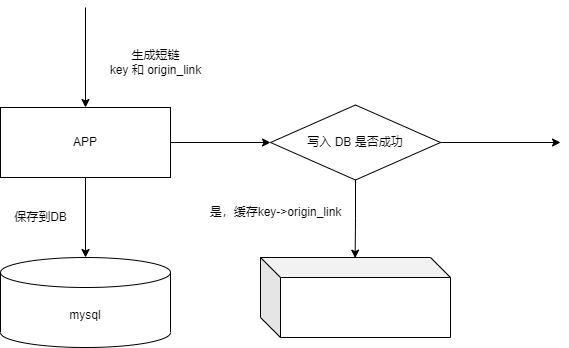 生成短链
key 和 origin_link
APP
写入 DB 是否成功
保存到DB
是，缓存key->origin_link
mysql